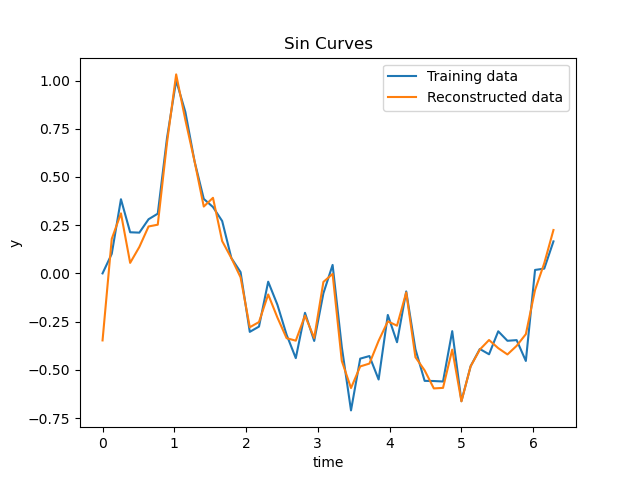 Sin Curves
Training data
Reconstructed data
1.00
0.75
0.50
0.25
0.00
−0.25
−0.50
−0.75
y
0 1 2 3 4 5 6
time